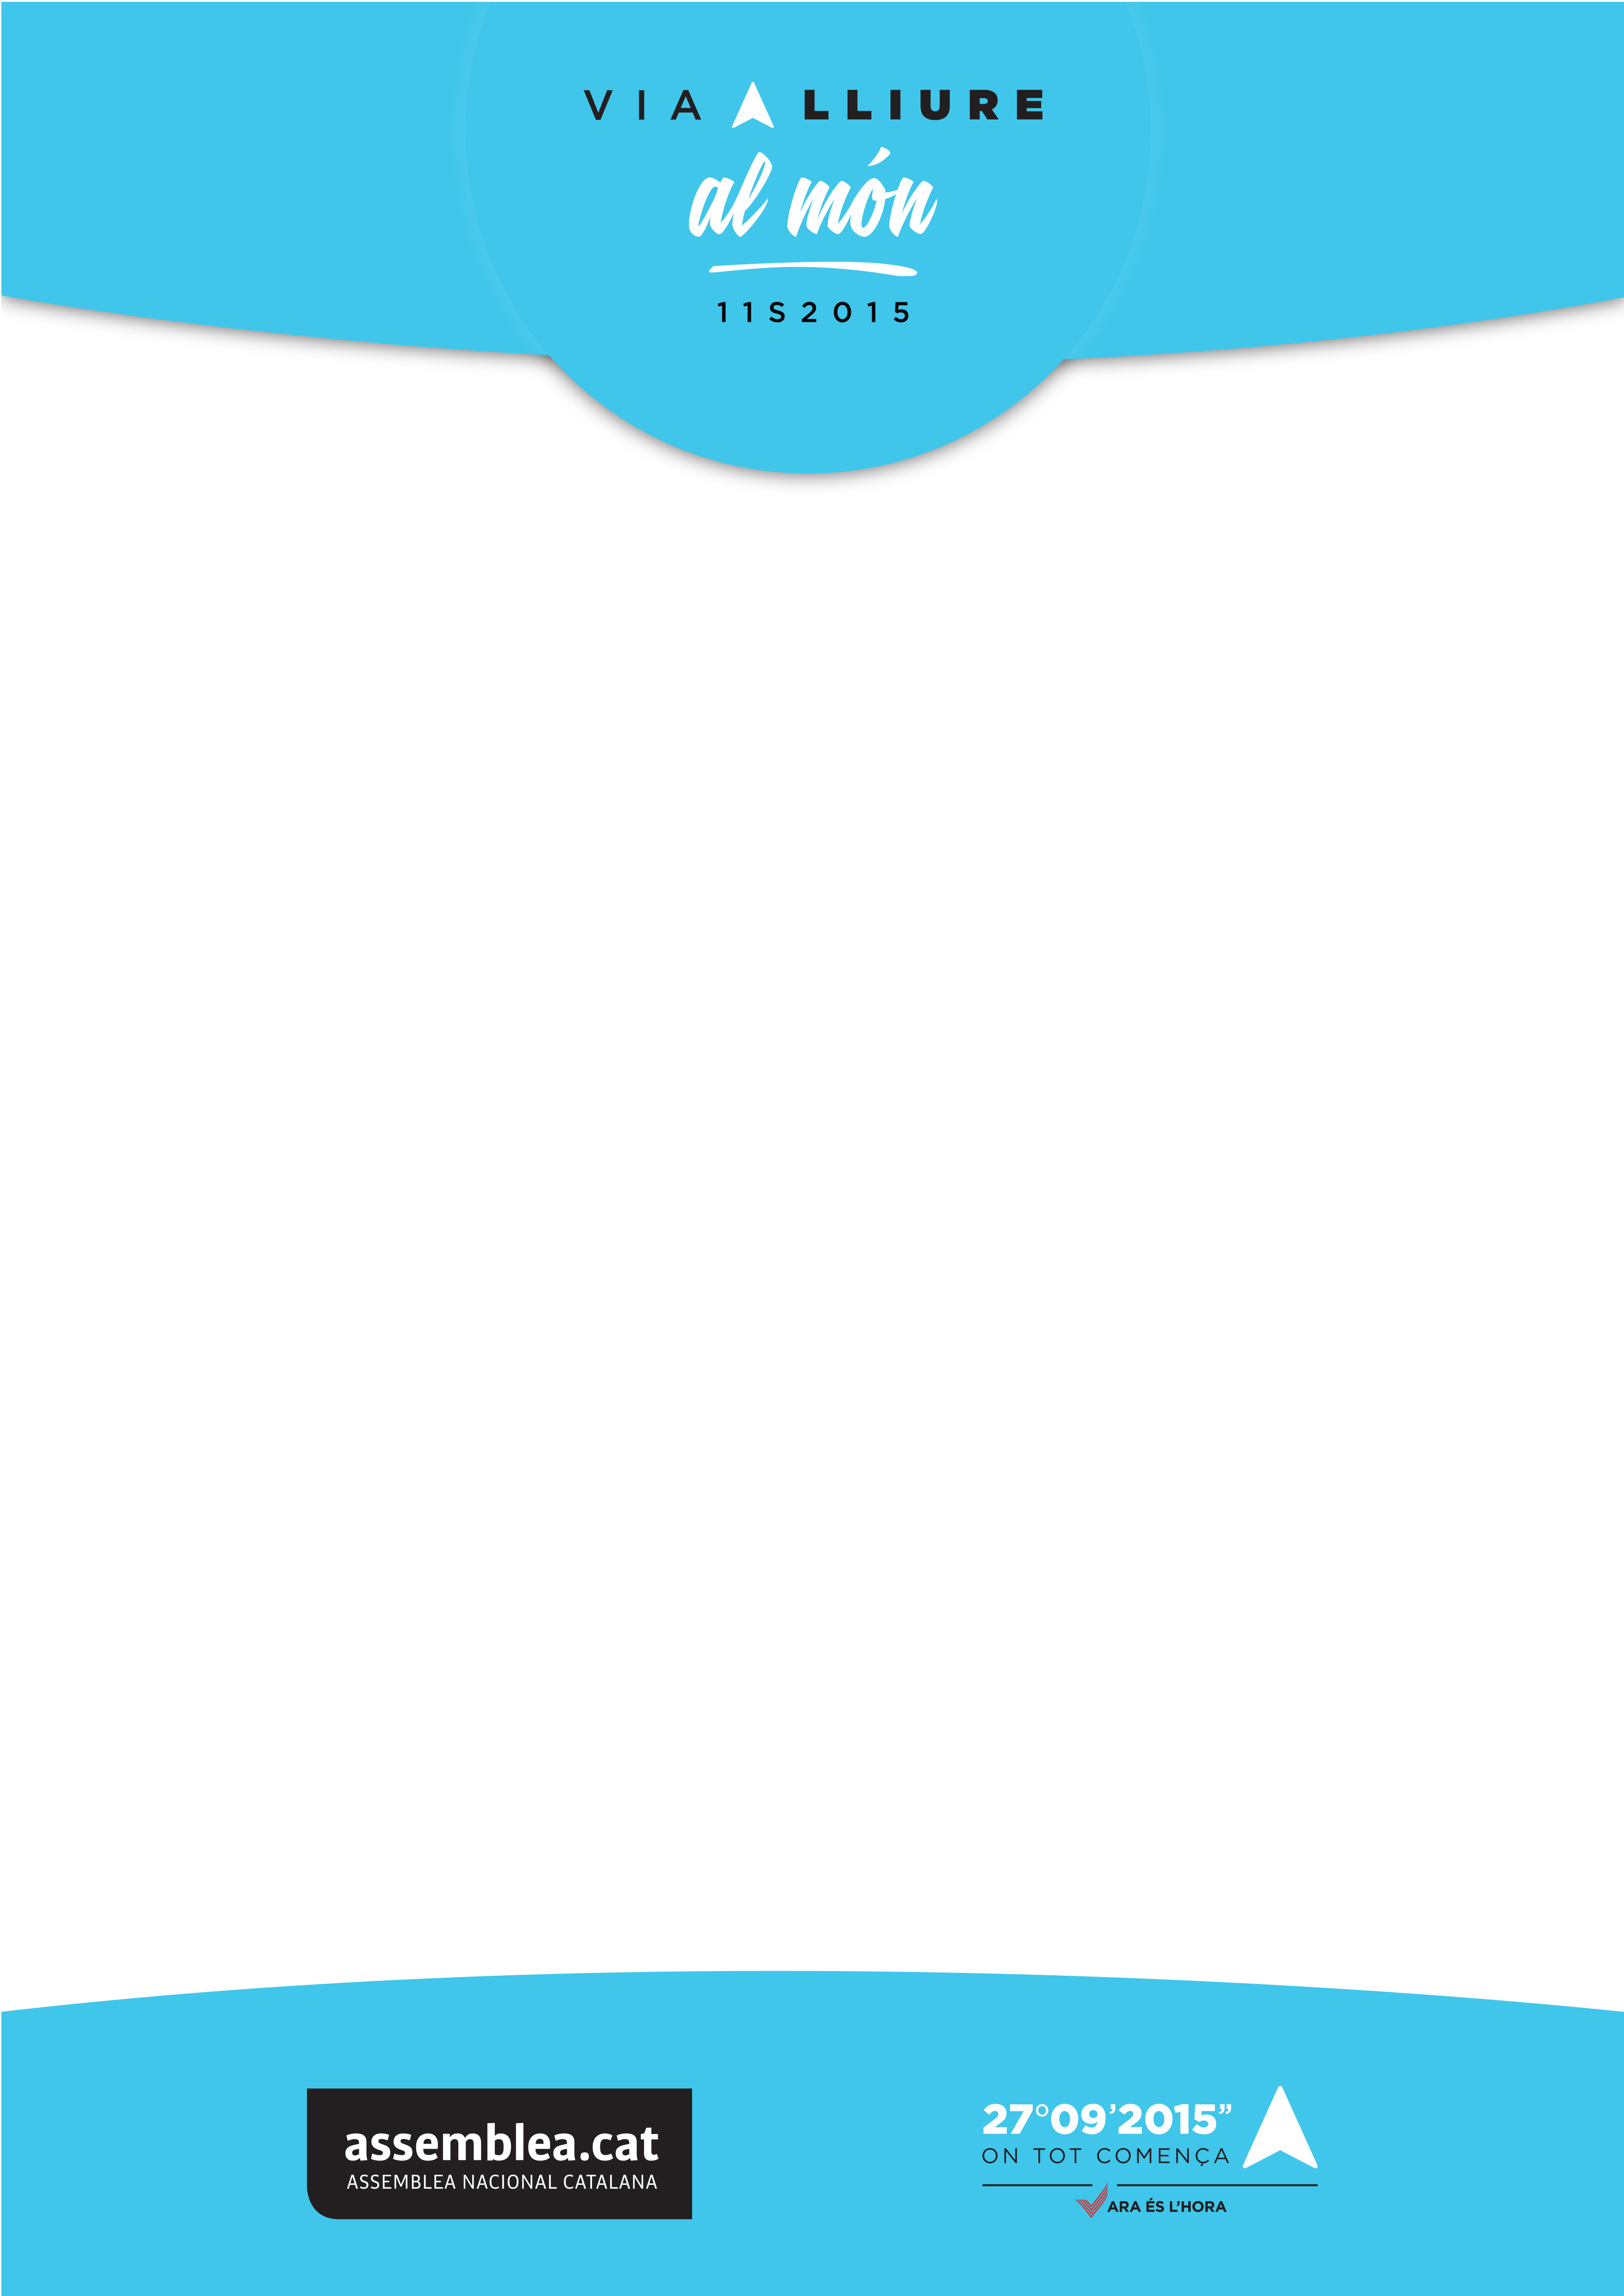 VIA LLIURE
al món
11S2015
assemblea.cat
ASSEMBLEA NACIONAL CATALANA
27°09’2015”
ON TOT COMENÇA
ARA ÉS L’HORA